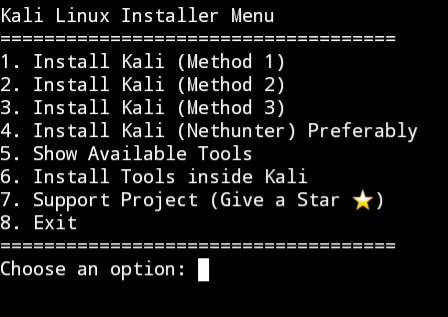 Kali Linux Installer Menu
====================================
1. Install Kali (Method 1)
2. Install Kali (Method 2)
3. Install Kali (Method 3)
4. Install Kali (Nethunter) Preferably
5. Show Available Tools
6. Install Tools inside Kali
7. Support Project (Give a Star ⭐)
8. Exit
====================================
Choose an option: